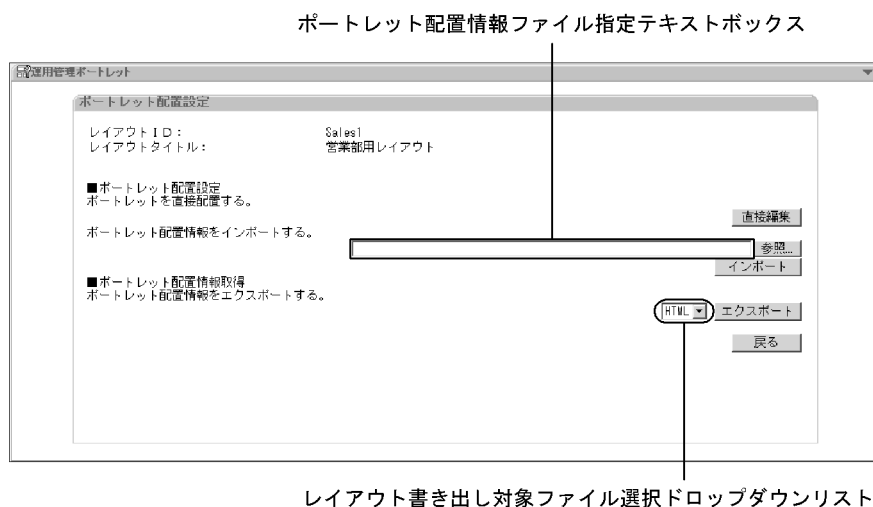 ポートレット配置情報ファイル指定テキストボックス
運用管理ポートレット
ポートレット配置設定
レイアウトID： Sales1
レイアウトタイトル： 営業部用レイアウト
■ポートレット配置設定
ポートレットを直接配置する。
直接編集
ポートレット配置情報をインポートする。
参照...
インポート
■ポートレット配置情報取得
ポートレット配置情報をエクスポートする。
HTML エクスポート
戻る
レイアウト書き出し対象ファイル選択ドロップダウンリスト